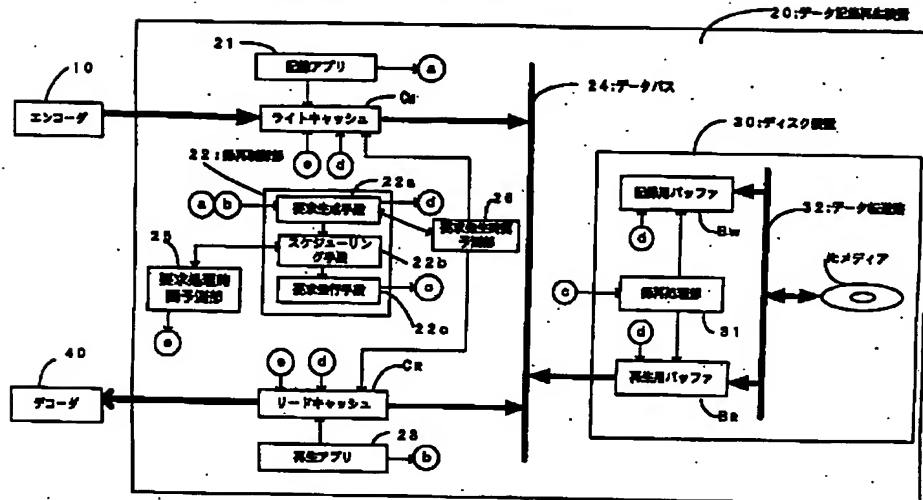 20:データ記録再生装置
10
エンコーダ
21
記録アプリ
a
Cw
ライトキャッシュ
24:データバス
30:ディスク装置
e
d
22:録再制御部
22a
a
b
要求生成手段
d
26
スケジューリング手段
22b
25
要求処理時間予測部
要求発行手段
c
22c
e
記録用バッファ
Bw
d
32:データ転送路
光メディア
c
録再処理部
31
d
再生用バッファ
BR
40
デコーダ
e
d
CR
リードキャッシュ
23
再生アプリ
b